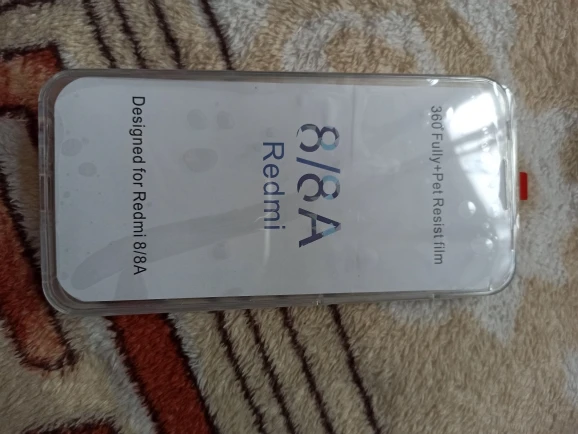 360°Fully+Pet Resist film
8/8A
Redmi
Designed for Redmi 8/8A